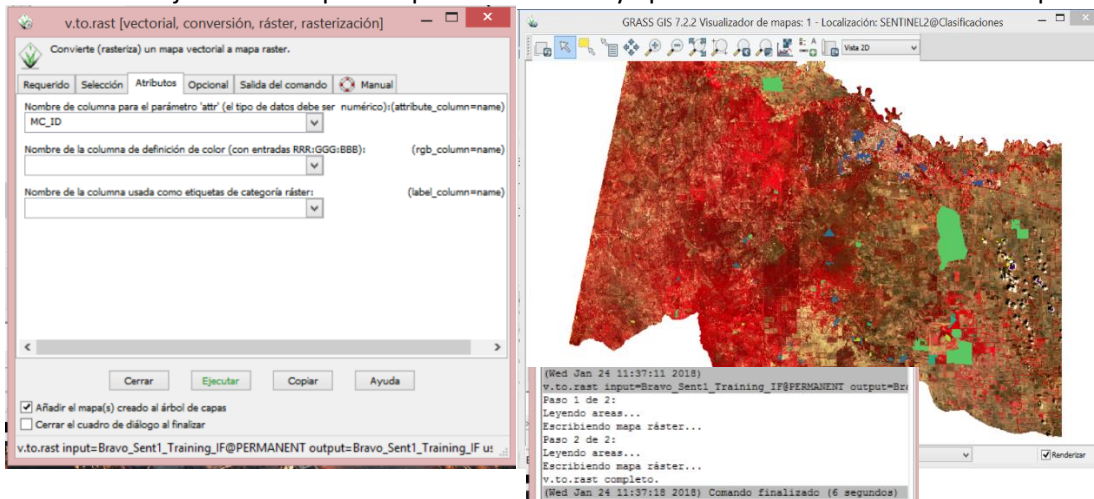 v.to.rast [vectorial, conversión, ráster, rasterización]
Convierte (rasteriza) un mapa vectorial a mapa raster.
Requerido Selección Atributos Opcional Salida del comando Manual
Nombre de columna para el parámetro 'attr' (el tipo de datos debe ser numérico):(attribute_column=name)
MC_ID
Nombre de la columna de definición de color (con entradas RRR:GGG:BBB): (rgb_column=name)
Nombre de la columna usada como etiquetas de categoría ráster: (label_column=name)
Cerrar Ejecutar Copiar Ayuda
Añadir el mapa(s) creado al árbol de capas
Cerrar el cuadro de diálogo al finalizar
v.to.rast input=Bravo_Sent1_Training_IF@PERMANENT output=Bravo_Sent1_Training_IF
GRASS GIS 7.2.2 Visualizador de mapas: 1 - Localización: SENTINEL2@Clasificaciones
Vista 2D
(Wed Jan 24 11:37:11 2018)
v.to.rast input=Bravo_Sent1_Training_IF@PERMANENT
Paso 1 de 2:
Leyendo areas...
Escribiendo mapa ráster...
Paso 2 de 2:
Leyendo areas...
Escribiendo mapa ráster...
v.to.rast completo.
(Wed Jan 24 11:37:18 2018) Comando finalizado (6 segundos)
Renderizar